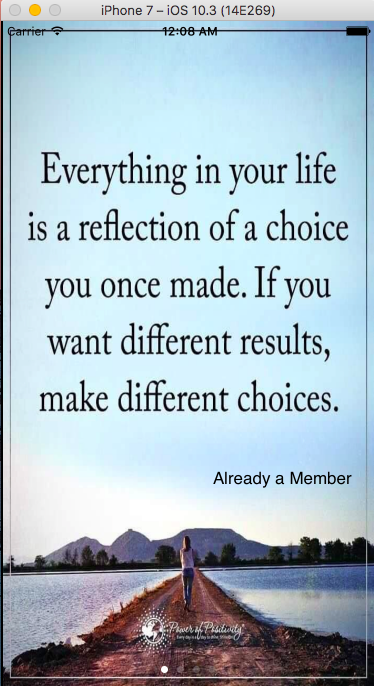 iPhone 7 – iOS 10.3 (14E269)
Carrier 12:08 AM
Everything in your life
is a reflection of a choice
you once made. If you
want different results,
make different choices.
Already a Member
Power of Positivity